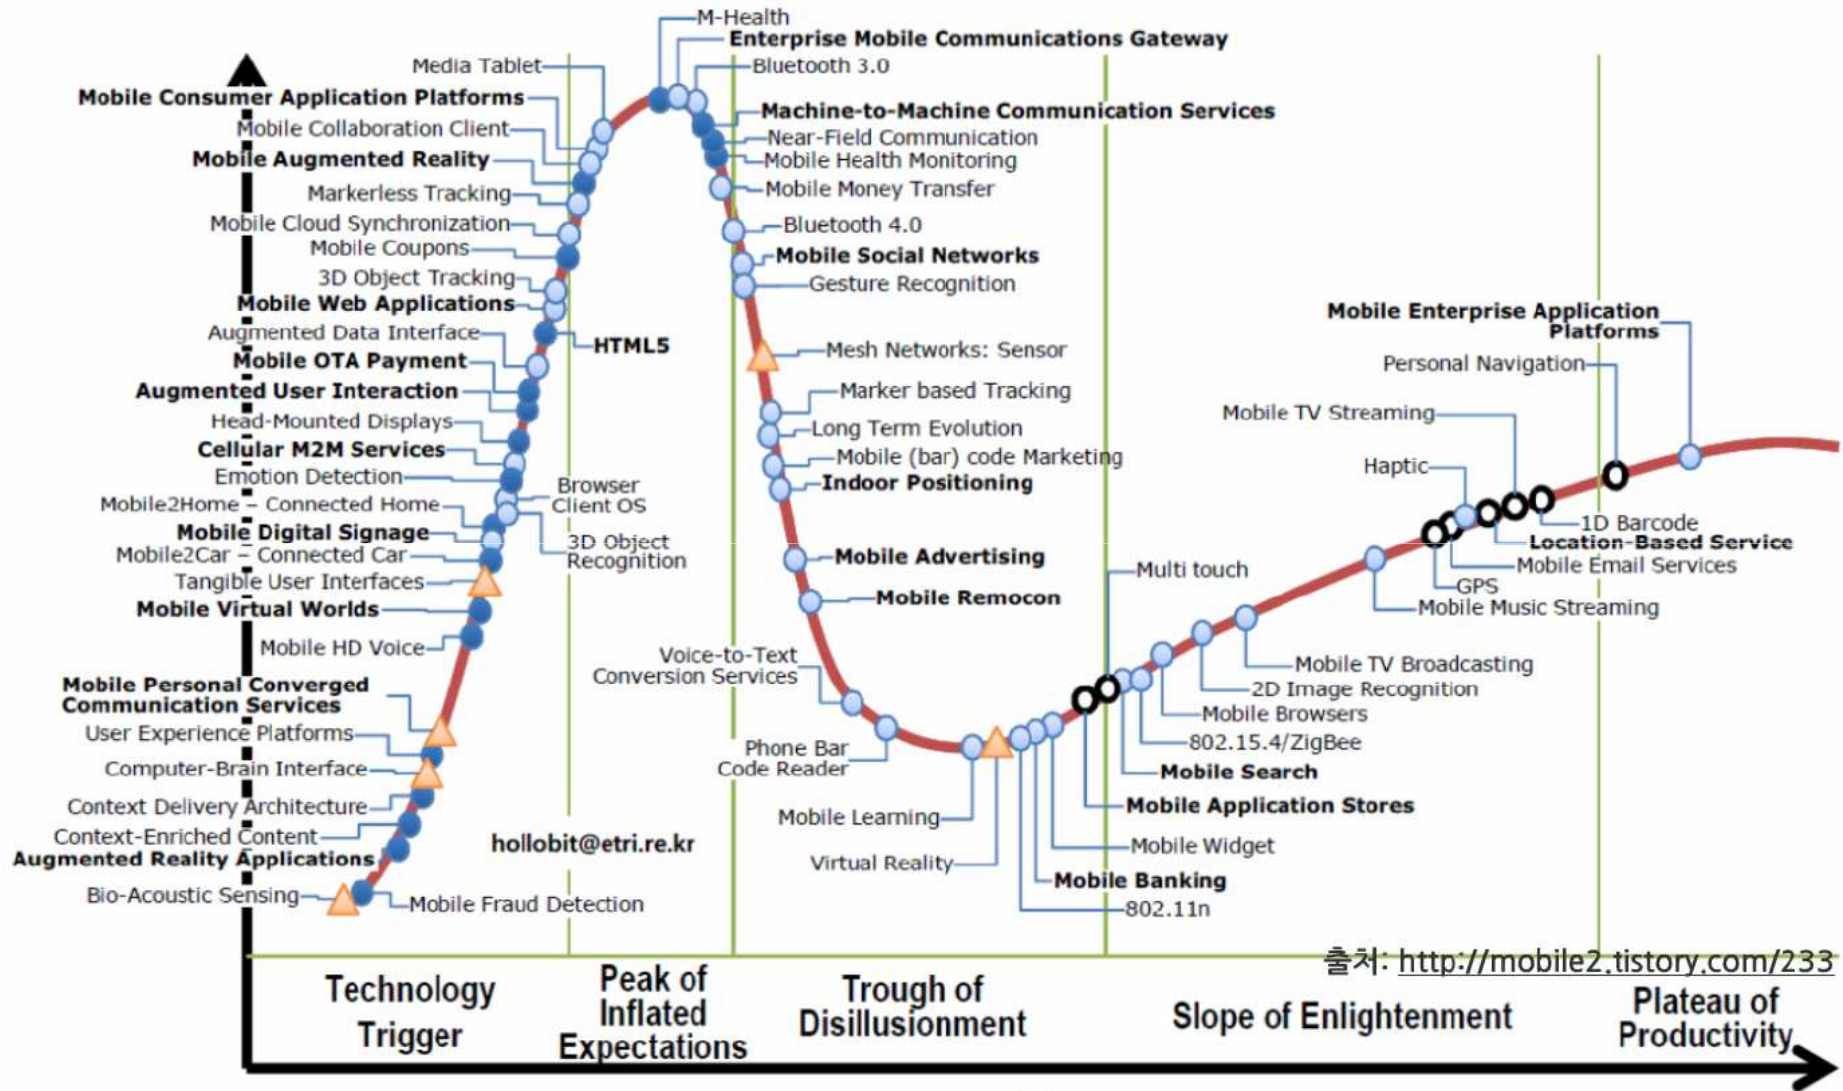 M-Health
Enterprise Mobile Communications Gateway
Media Tablet
Bluetooth 3.0
Mobile Consumer Application Platforms
Machine-to-Machine Communication Services
Mobile Collaboration Client
Near-Field Communication
Mobile Augmented Reality
Mobile Health Monitoring
Markerless Tracking
Mobile Money Transfer
Mobile Cloud Synchronization
Bluetooth 4.0
Mobile Coupons
Mobile Social Networks
3D Object Tracking
Gesture Recognition
Mobile Web Applications
Augmented Data Interface
HTML5
Mobile OTA Payment
Mesh Networks: Sensor
Augmented User Interaction
Marker based Tracking
Head-Mounted Displays
Long Term Evolution
Cellular M2M Services
Mobile (bar) code Marketing
Emotion Detection
Indoor Positioning
Browser
Client OS
Mobile2Home – Connected Home
Mobile Digital Signage
3D Object
Recognition
Mobile2Car – Connected Car
Mobile Advertising
Tangible User Interfaces
Mobile Virtual Worlds
Mobile Remocon
Mobile HD Voice
Voice-to-Text
Conversion Services
Mobile Personal Converged
Communication Services
User Experience Platforms
Phone Bar
Code Reader
Computer-Brain Interface
Context Delivery Architecture
Mobile Learning
Context-Enriched Content
hollobit@etri.re.kr
Augmented Reality Applications
Virtual Reality
Bio-Acoustic Sensing
Mobile Fraud Detection
Mobile Enterprise Application
Platforms
Personal Navigation
Mobile TV Streaming
Haptic
1D Barcode
Location-Based Service
Mobile Email Services
GPS
Mobile Music Streaming
Multi touch
Mobile TV Broadcasting
2D Image Recognition
Mobile Browsers
802.15.4/ZigBee
Mobile Search
Mobile Application Stores
Mobile Widget
Mobile Banking
802.11n
출처: http://mobile2.tistory.com/233
Technology
Trigger
Peak of
Inflated
Expectations
Trough of
Disillusionment
Slope of Enlightenment
Plateau of
Productivity